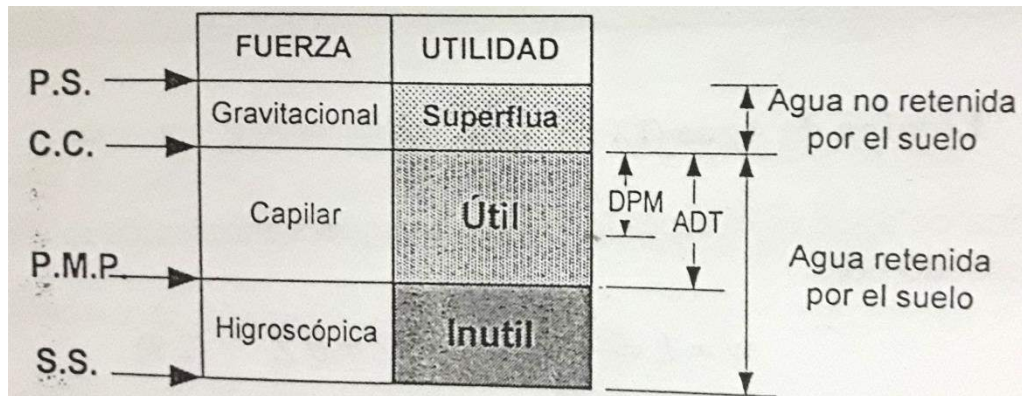 FUERZA UTILIDAD
P.S.
Gravitacional Superflua
Agua no retenida
por el suelo
C.C.
Capilar Útil
DPM
ADT
P.M.P.
Agua retenida
por el suelo
Higroscópica Inutil
S.S.